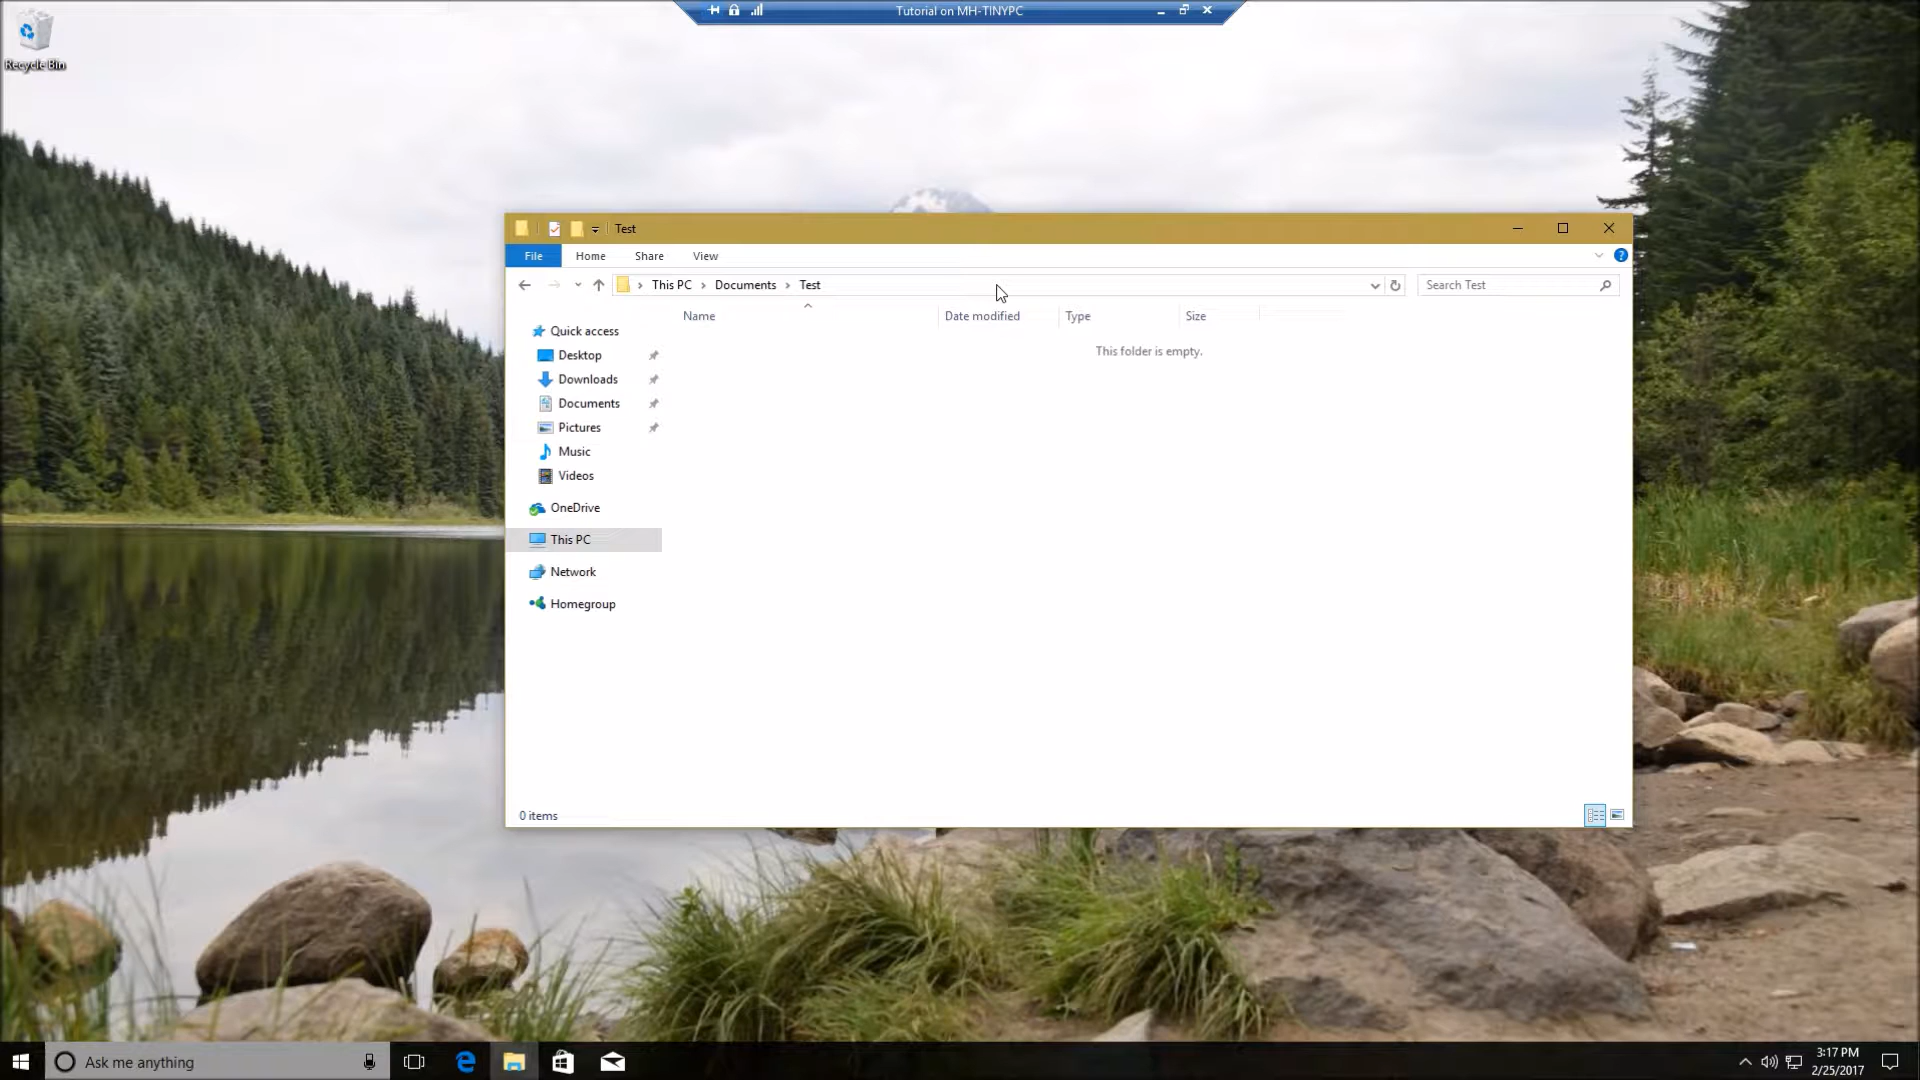 Tutorial on MH-TINYPC
Recycle Bin
Test
File Home Share View
This PC Documents Test
Search Test
Name Date modified Type Size
This folder is empty.
Quick access
Desktop
Downloads
Documents
Pictures
Music
Videos
OneDrive
This PC
Network
Homegroup
0 items
Ask me anything
3:17 PM
2/25/2017